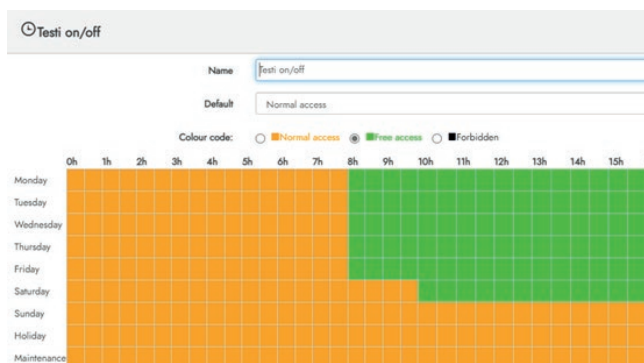 Testi on/off
Name Testi on/off
Default Normal access
Colour code: Normal access Free access Forbidden
0h 1h 2h 3h 4h 5h 6h 7h 8h 9h 10h 11h 12h 13h 14h 15h
Monday
Tuesday
Wednesday
Thursday
Friday
Saturday
Sunday
Holiday
Maintenance